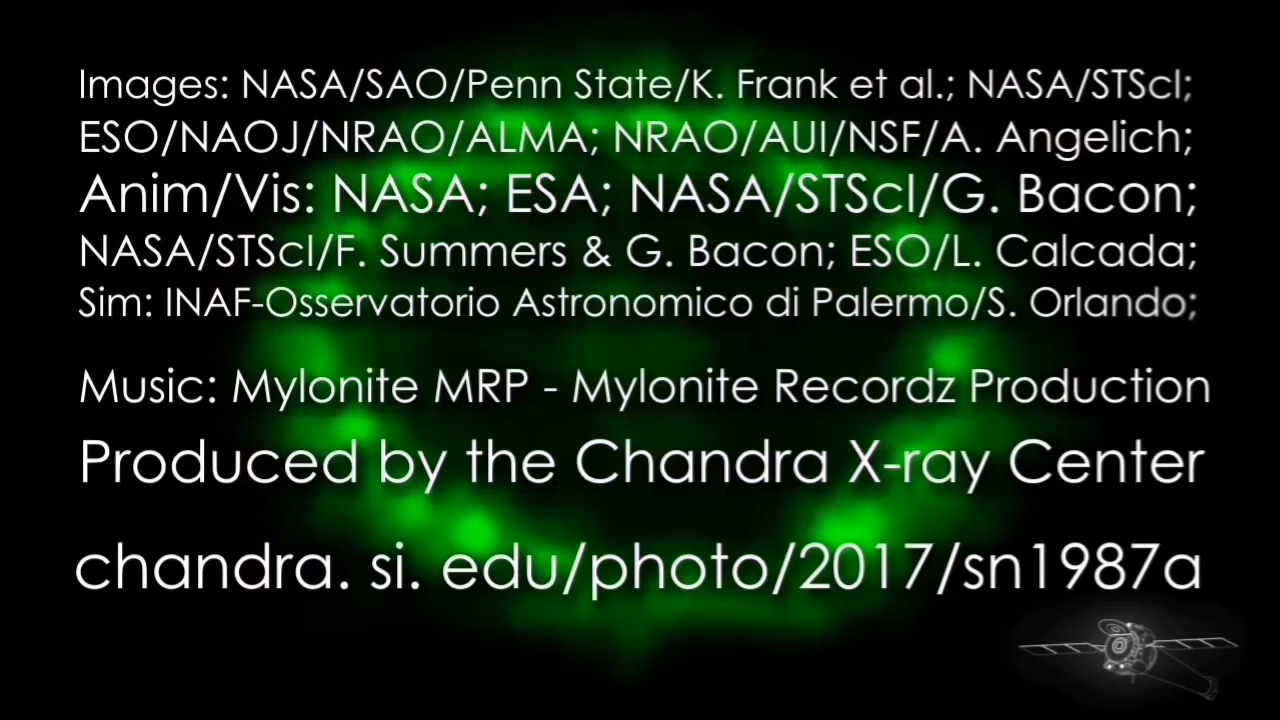 Images: NASA/SAO/Penn State/K. Frank et al.; NASA/STScI;
ESO/NAOJ/NRAO/ALMA; NRAO/AUI/NSF/A. Angelich;
Anim/Vis: NASA; ESA; NASA/STScI/G. Bacon;
NASA/STScI/F. Summers & G. Bacon; ESO/L. Calcada;
Sim: INAF-Osservatorio Astronomico di Palermo/S. Orlando;
Music: Mylonite MRP - Mylonite Recordz Production
Produced by the Chandra X-ray Center
chandra. si. edu/photo/2017/sn1987a